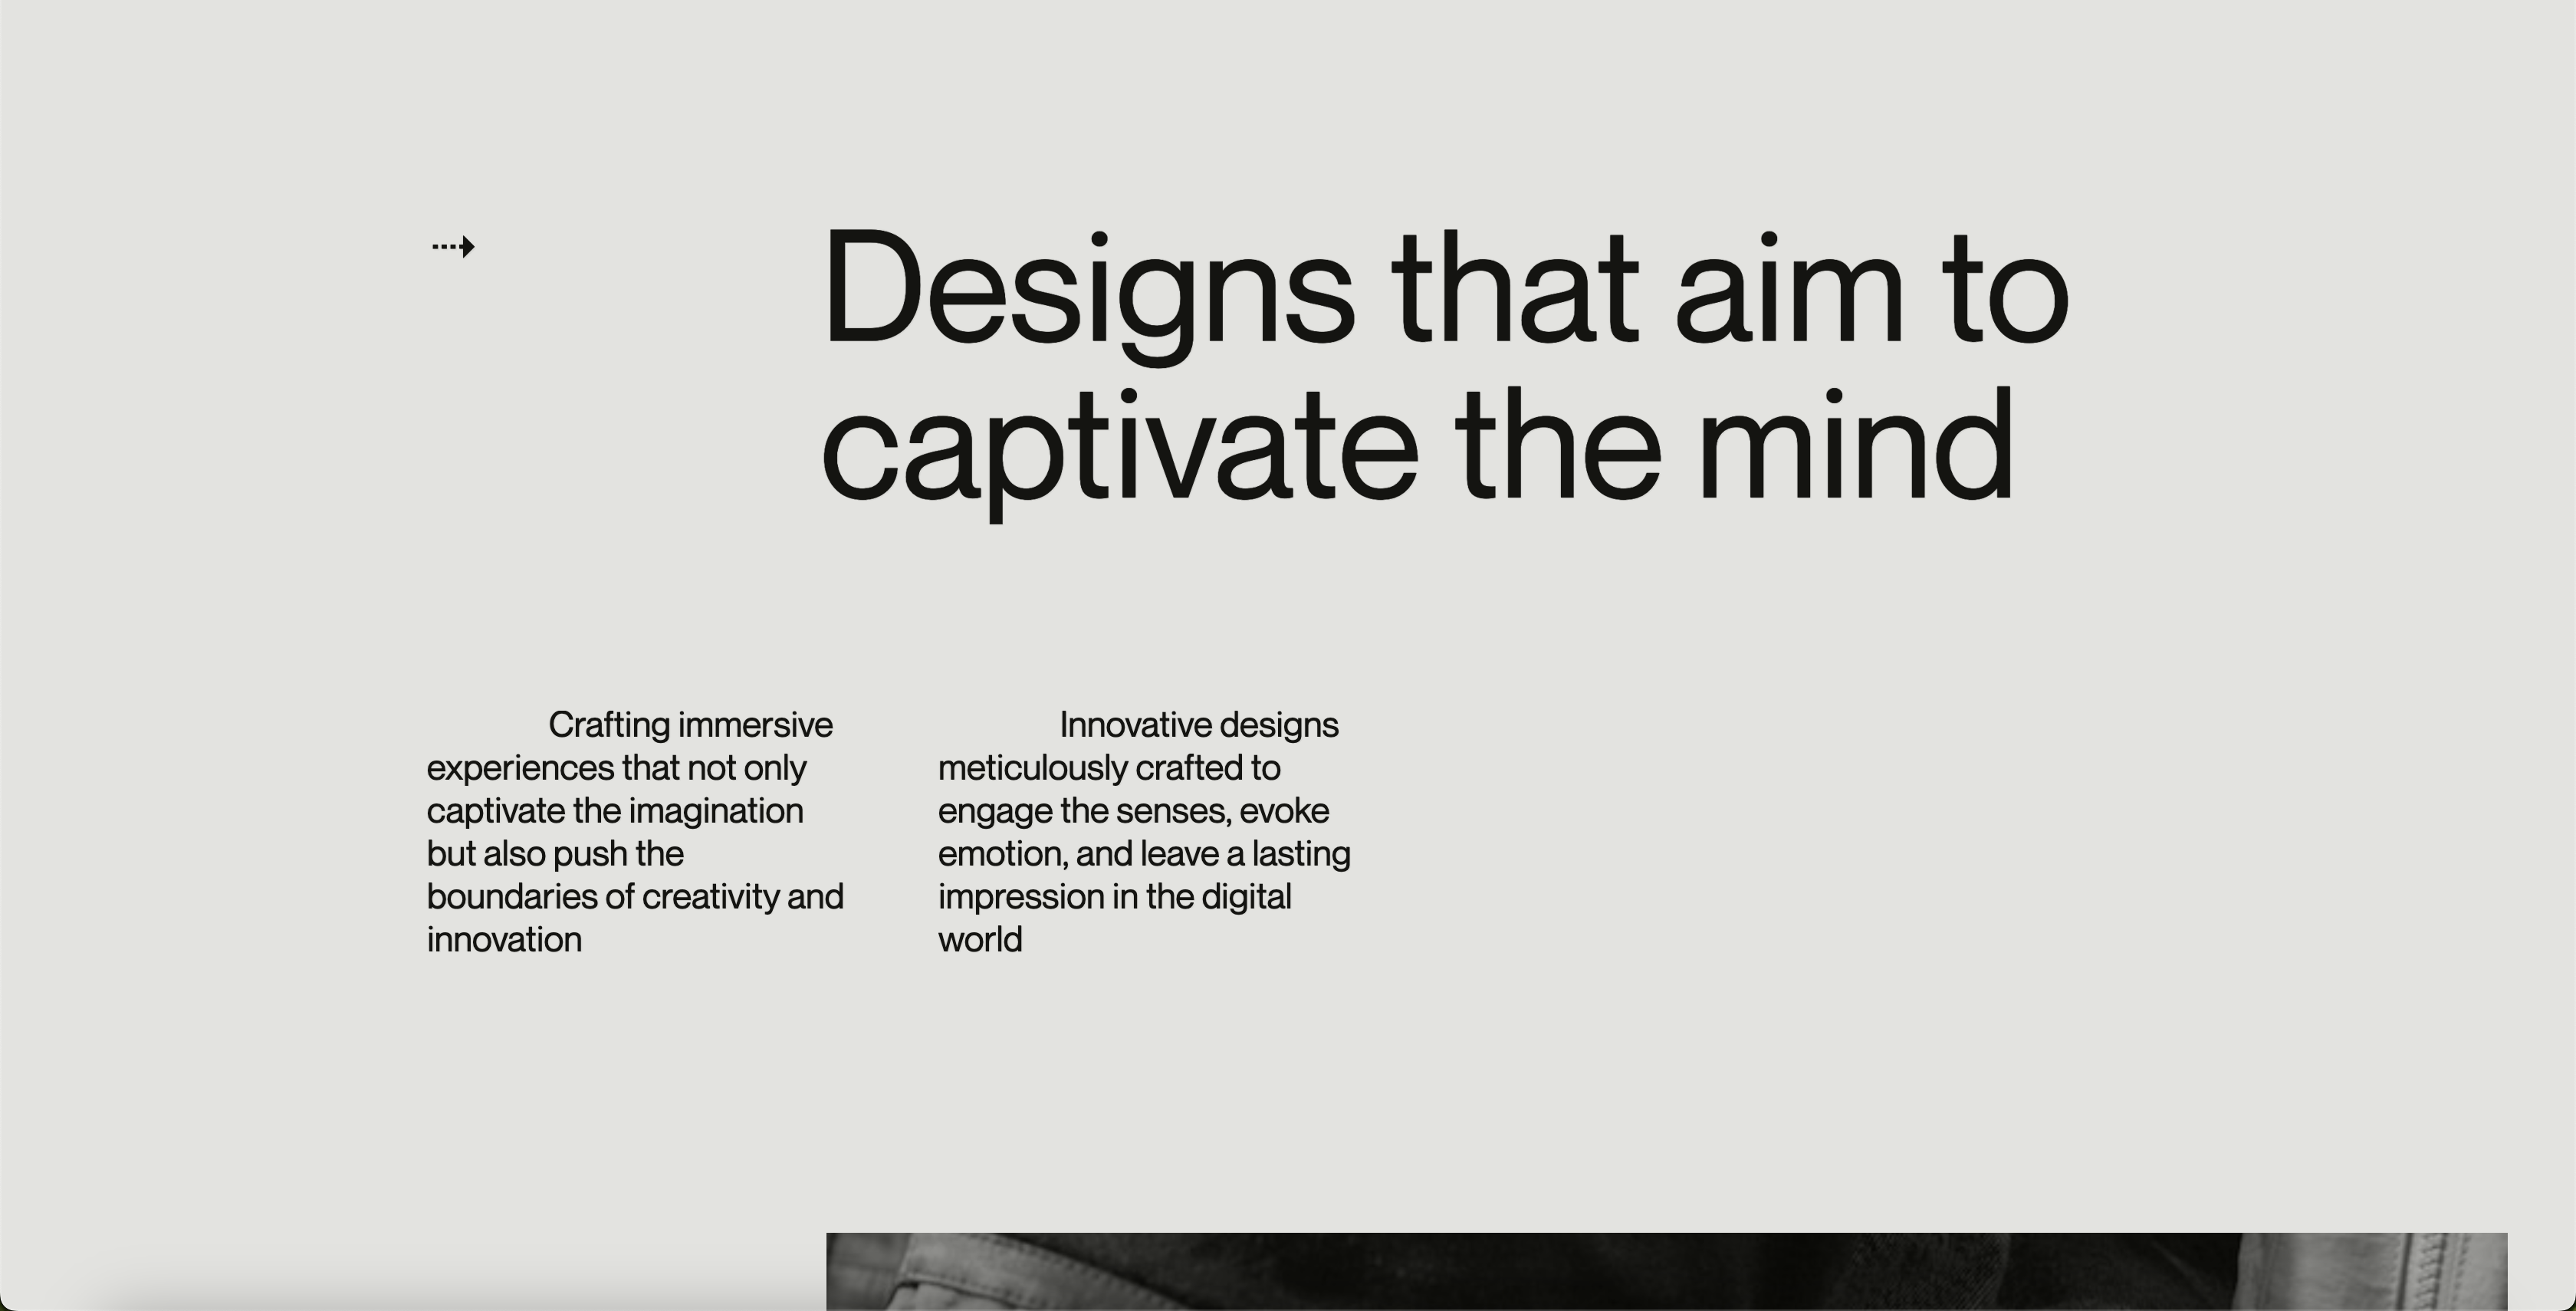 Designs that aim to
captivate the mind
Crafting immersive
experiences that not only
captivate the imagination
but also push the
boundaries of creativity and
innovation
Innovative designs
meticulously crafted to
engage the senses, evoke
emotion, and leave a lasting
impression in the digital
world